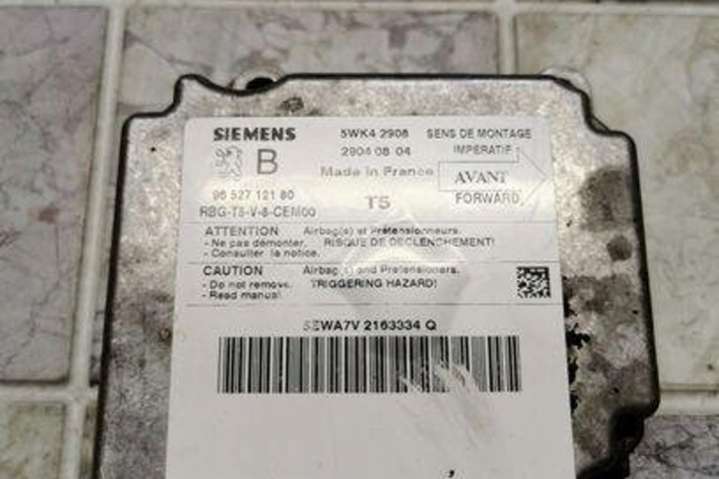 SIEMENS 5WK4 2908 SENS DE MONTAGE
B 2904 08 04 IMPERATIF :
Made in France AVANT
96 527 121 80 T5 FORWARD
RBG-T5-V-8-CEM00
ATTENTION Airbag(s) et Prétensionneurs.
- Ne pas démonter. RISQUE DE DECLENCHEMENT!
- Consulter la notice.
CAUTION Airbag(s) and Pretensioners.
- Do not remove. TRIGGERING HAZARD!
- Read manual.
SEWA7V 2163334 Q